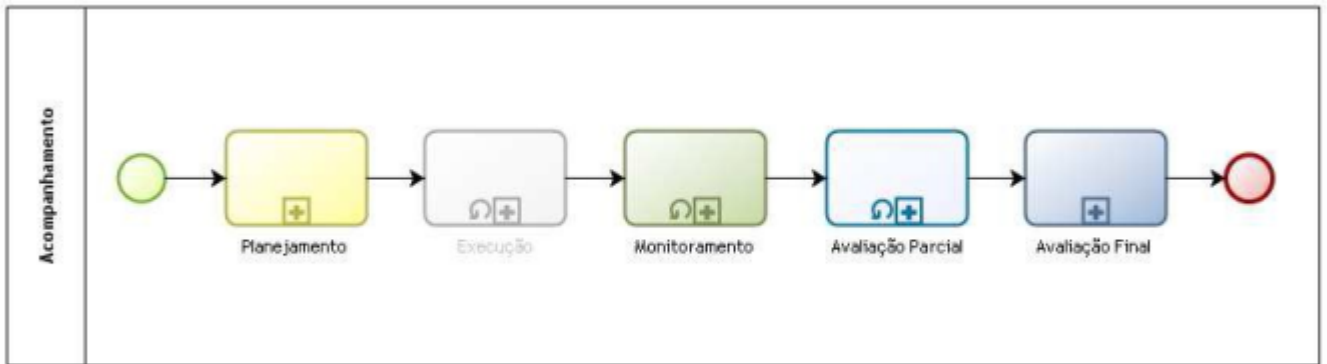 Acompanhamento
Planejamento
Execução
Monitoramento
Avaliação Parcial
Avaliação Final